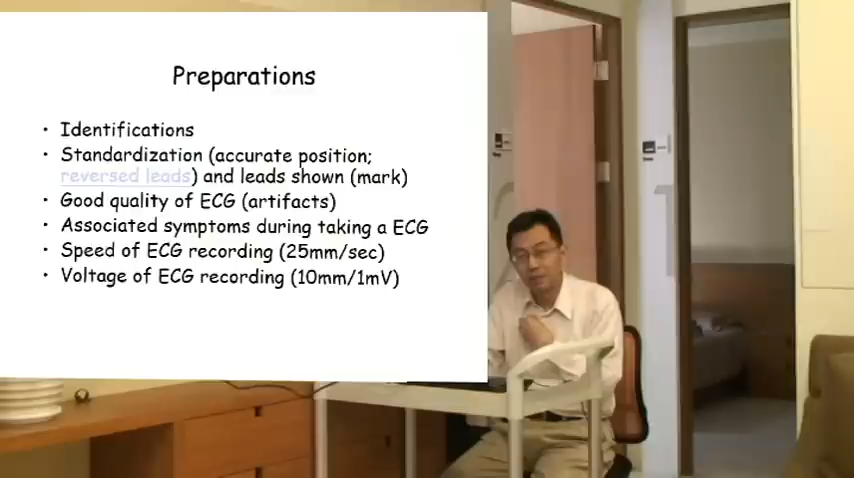 Preparations
• Identifications
• Standardization (accurate position;
reversed leads) and leads shown (mark)
• Good quality of ECG (artifacts)
• Associated symptoms during taking a ECG
• Speed of ECG recording (25mm/sec)
• Voltage of ECG recording (10mm/1mV)